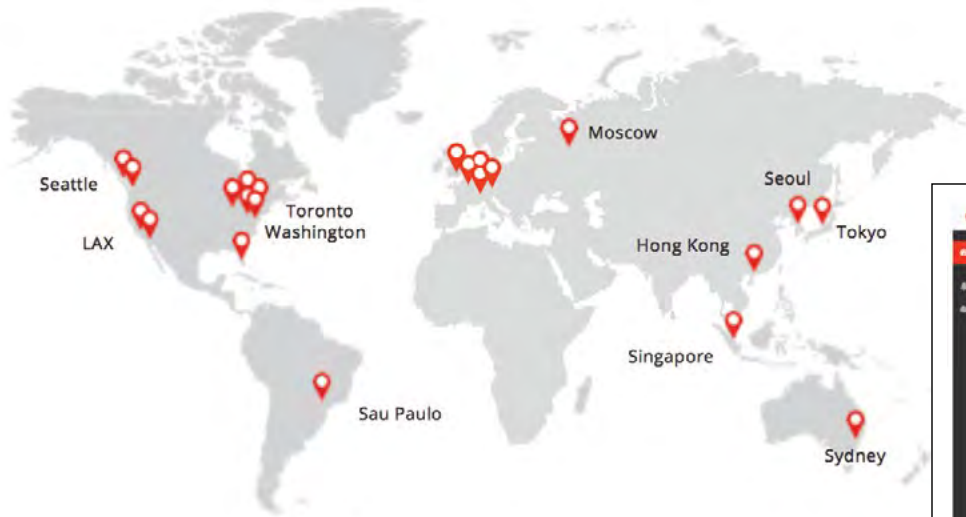 Moscow
Seattle
Seoul
Toronto
Washington
Tokyo
LAX
Hong Kong
Singapore
Sau Paulo
Sydney